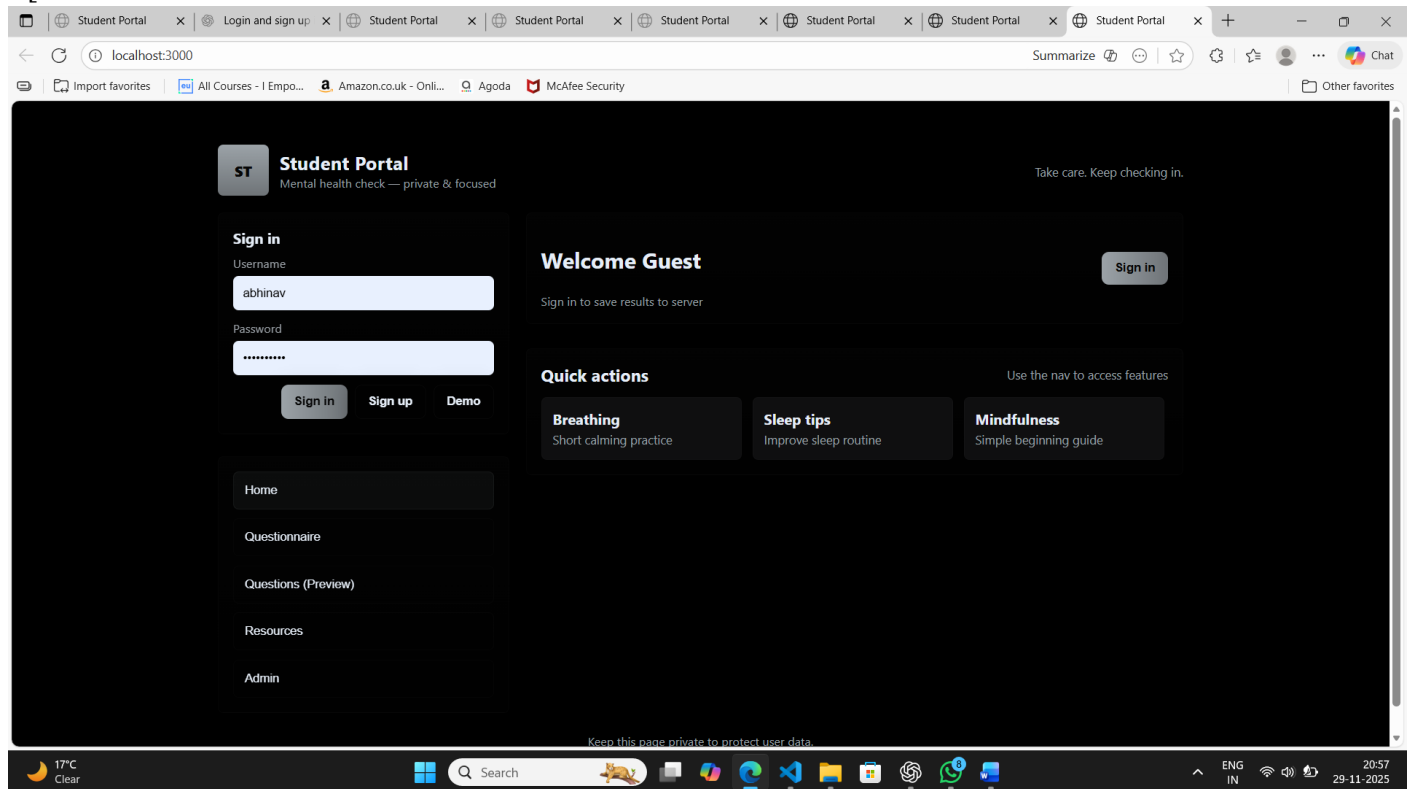 Student Portal
Login and sign up
Student Portal
Student Portal
Student Portal
Student Portal
Student Portal
Student Portal
localhost:3000
Summarize
Chat
Import favorites
All Courses - I Empo...
Amazon.co.uk - Onli...
Agoda
McAfee Security
Other favorites
ST
Student Portal
Mental health check — private & focused
Take care. Keep checking in.
Sign in
Username
abhinav
Password
••••••••••
Sign in
Sign up
Demo
Home
Questionnaire
Questions (Preview)
Resources
Admin
Welcome Guest
Sign in
Sign in to save results to server
Quick actions
Use the nav to access features
Breathing
Short calming practice
Sleep tips
Improve sleep routine
Mindfulness
Simple beginning guide
Keep this page private to protect user data.
17°C
Clear
Search
8
ENG
IN
20:57
29-11-2025